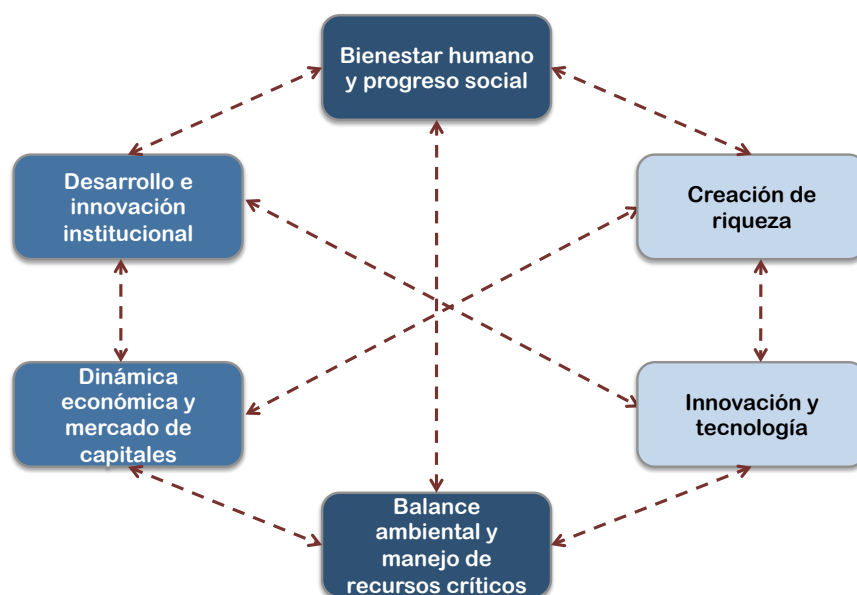 Bienestar humano
y progreso social
Desarrollo e
innovación
institucional
Creación de
riqueza
Dinámica
económica y
mercado de
capitales
Innovación y
tecnología
Balance
ambiental y
manejo de
recursos críticos